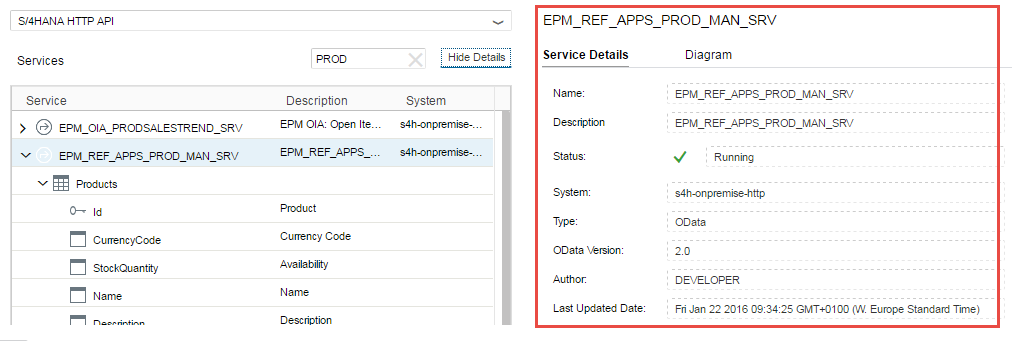 S/4HANA HTTP API
Services
PROD
Hide Details
Service Description System
EPM_OIA_PRODSALESTREND_SRV EPM OIA: Open Ite... s4h-onpremise-...
EPM_REF_APPS_PROD_MAN_SRV EPM_REF_APPS_... s4h-onpremise-...
Products
Id Product
CurrencyCode Currency Code
StockQuantity Availability
Name Name
Description Description
EPM_REF_APPS_PROD_MAN_SRV
Service Details Diagram
Name: EPM_REF_APPS_PROD_MAN_SRV
Description EPM_REF_APPS_PROD_MAN_SRV
Status: Running
System: s4h-onpremise-http
Type: OData
OData Version: 2.0
Author: DEVELOPER
Last Updated Date: Fri Jan 22 2016 09:34:25 GMT+0100 (W. Europe Standard Time)